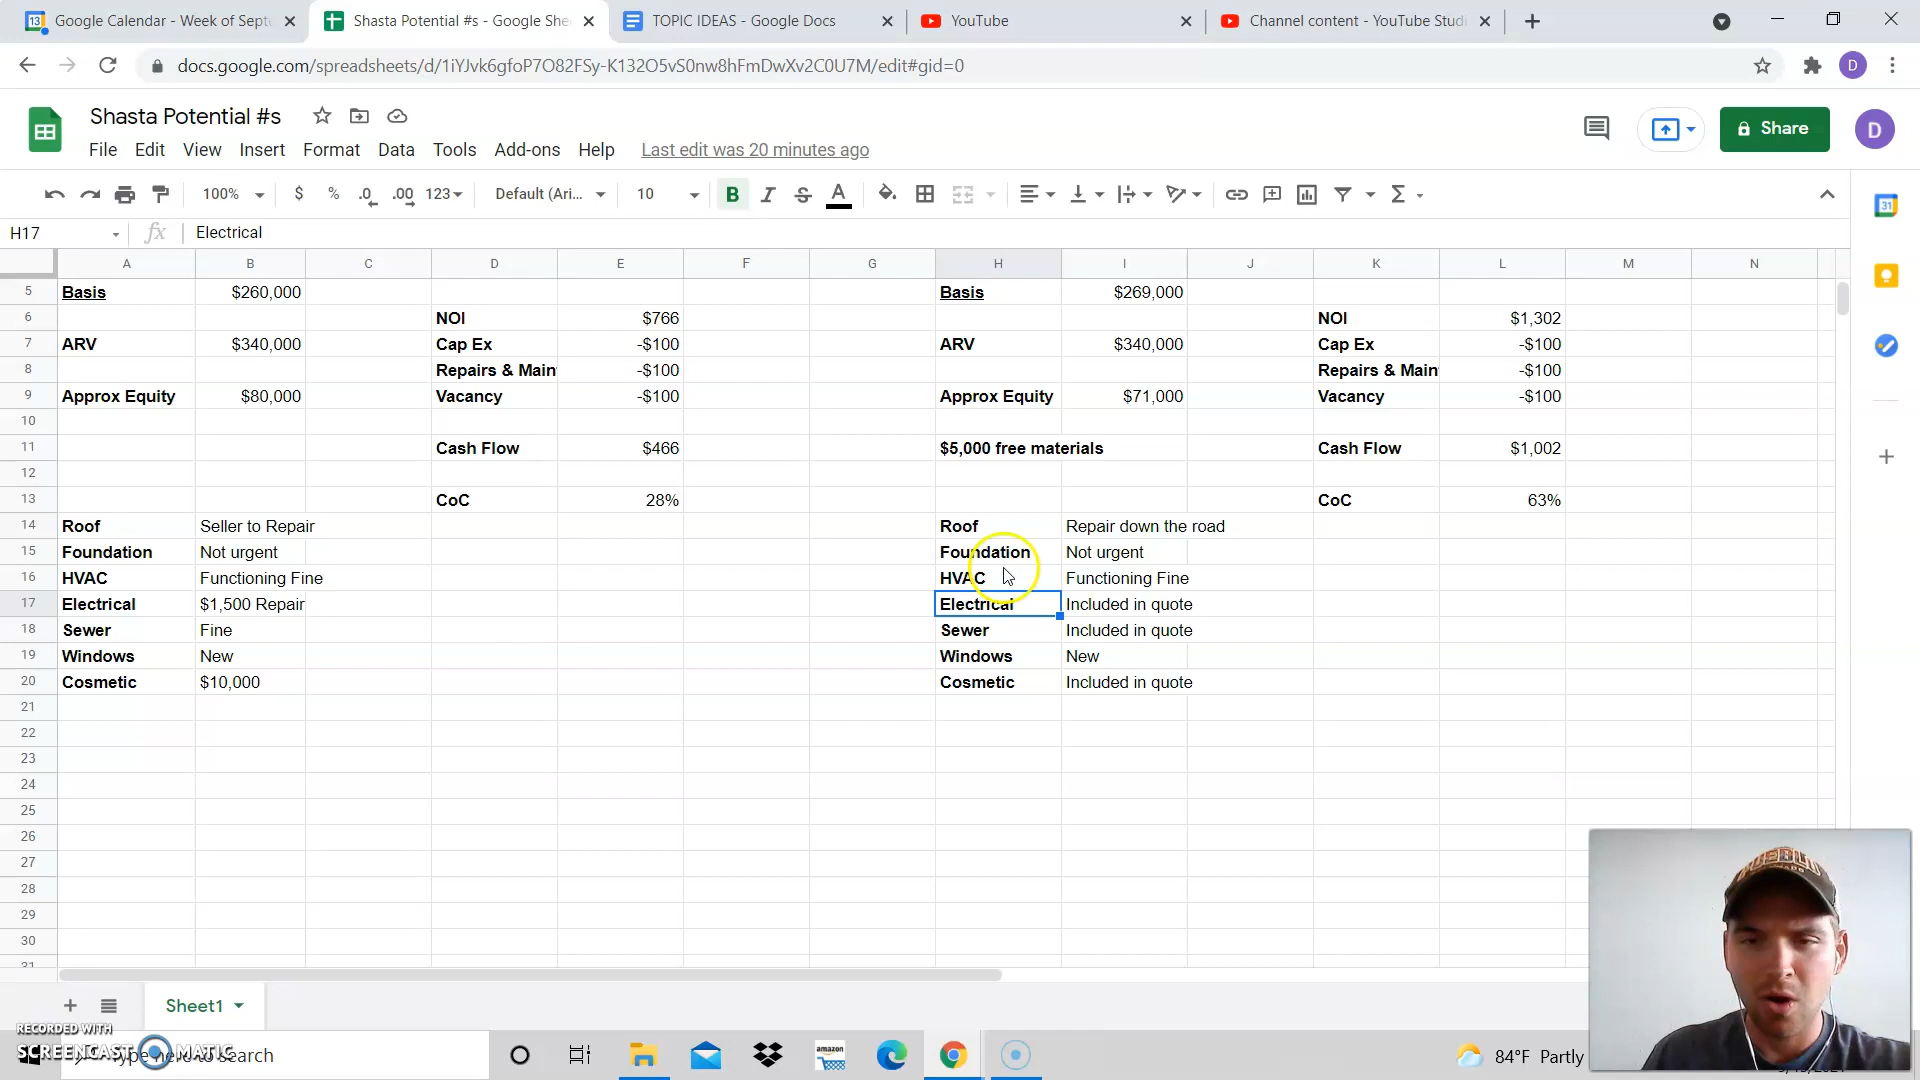 Google Calendar - Week of Septe
Shasta Potential #s - Google She
TOPIC IDEAS - Google Docs
YouTube
Channel content - YouTube Studi
docs.google.com/spreadsheets/d/1iYJvk6gfoP7O82FSy-K132O5vS0nw8hFmDwXv2C0U7M/edit#gid=0
D
Shasta Potential #s
Share
D
File Edit View Insert Format Data Tools Add-ons Help Last edit was 20 minutes ago
100% $ % .0 .00 123 Default (Ari... 10 B I S A Σ
31
H17 fx Electrical
A B C D E F G H I J K L M N
5 Basis $260,000 Basis $269,000
6 NOI $766 NOI $1,302
7 ARV $340,000 Cap Ex -$100 ARV $340,000 Cap Ex -$100
8 Repairs & Main -$100 Repairs & Main -$100
9 Approx Equity $80,000 Vacancy -$100 Approx Equity $71,000 Vacancy -$100
10
11 Cash Flow $466 $5,000 free materials Cash Flow $1,002
12
13 CoC 28% CoC 63%
14 Roof Seller to Repair Roof Repair down the road
15 Foundation Not urgent Foundation Not urgent
16 HVAC Functioning Fine HVAC Functioning Fine
17 Electrical $1,500 Repair Electrical Included in quote
18 Sewer Fine Sewer Included in quote
19 Windows New Windows New
20 Cosmetic $10,000 Cosmetic Included in quote
21
22
23
24
25
26
27
28
29
30
31
Sheet1
RECORDED WITH
SCREENCAST MATIC
Type here to search
amazon
84°F Partly